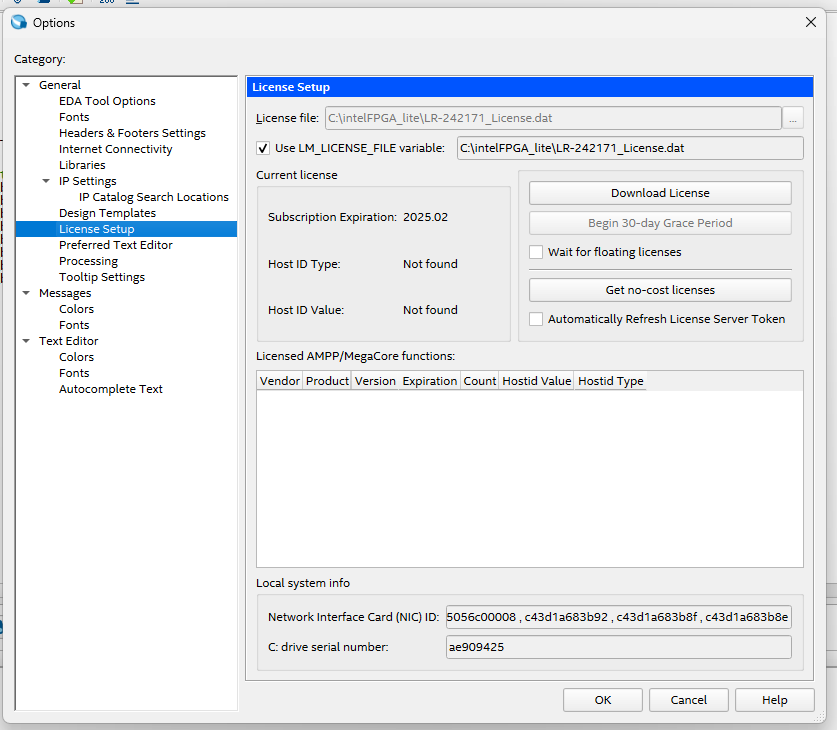 Options
Category:
General
EDA Tool Options
Fonts
Headers & Footers Settings
Internet Connectivity
Libraries
IP Settings
IP Catalog Search Locations
Design Templates
License Setup
Preferred Text Editor
Processing
Tooltip Settings
Messages
Colors
Fonts
Text Editor
Colors
Fonts
Autocomplete Text
License Setup
License file: C:\intelFPGA_lite\LR-242171_License.dat ...
Use LM_LICENSE_FILE variable: C:\intelFPGA_lite\LR-242171_License.dat
Current license
Subscription Expiration: 2025.02
Host ID Type: Not found
Host ID Value: Not found
Download License
Begin 30-day Grace Period
Wait for floating licenses
Get no-cost licenses
Automatically Refresh License Server Token
Licensed AMPP/MegaCore functions:
Vendor Product Version Expiration Count Hostid Value Hostid Type
Local system info
Network Interface Card (NIC) ID: 5056c00008 , c43d1a683b92 , c43d1a683b8f , c43d1a683b8e
C: drive serial number: ae909425
OK Cancel Help